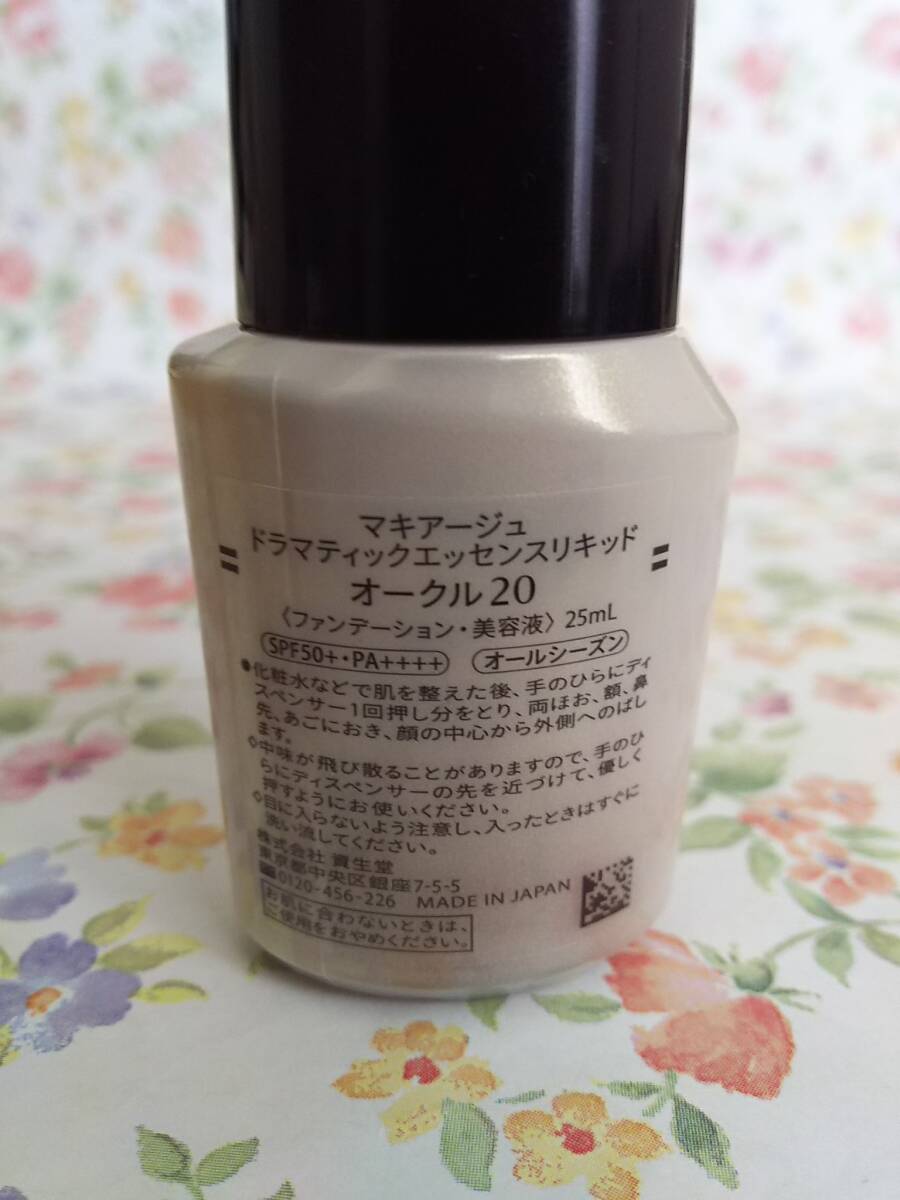 マキアージュ
ドラマティックエッセンスリキッド
オークル20
〈ファンデーション・美容液〉25mL
SPF50+・PA++++ オールシーズン
●化粧水などで肌を整えた後、手のひらにディ
スペンサー1回押し分をとり、両ほお、額、鼻
先、あごにおき、顔の中心から外側へのばし
ます。
◇中味が飛び散ることがありますので、手のひ
らにディスペンサーの先を近づけて、優しく
押すようにお使いください。
◇目に入らないよう注意し、入ったときはすぐに
洗い流してください。
株式会社 資生堂
東京都中央区銀座7-5-5
0120-456-226 MADE IN JAPAN
お肌に合わないときは、
ご使用をおやめください。